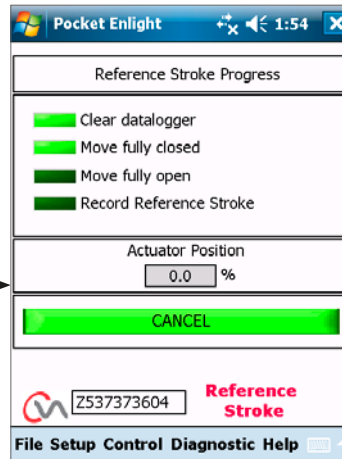 Pocket Enlight 1:54
Reference Stroke Progress
Clear datalogger
Move fully closed
Move fully open
Record Reference Stroke
Actuator Position
0.0 %
CANCEL
Z537373604
Reference
Stroke
File Setup Control Diagnostic Help